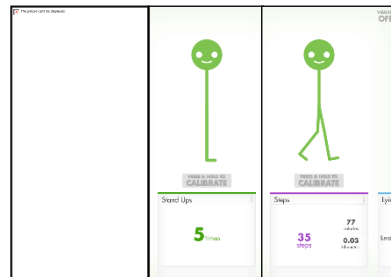 The picture can't be displayed.
PRESS & HOLD TO
CALIBRATE
Stand Ups
5 times
PRESS & HOLD TO
CALIBRATE
Steps
35
steps
77
calories
0.03
kilometers